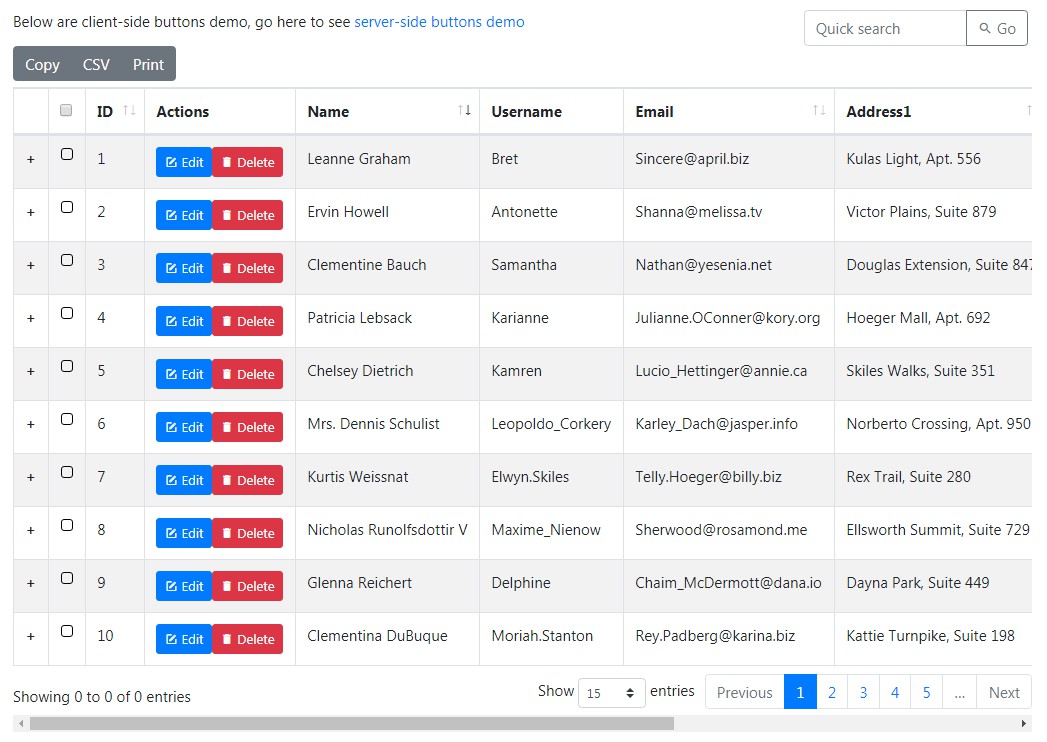 Below are client-side buttons demo, go here to see server-side buttons demo
Quick search Go
Copy CSV Print
ID Actions Name Username Email Address1
+ 1 Edit Delete Leanne Graham Bret Sincere@april.biz Kulas Light, Apt. 556
+ 2 Edit Delete Ervin Howell Antonette Shanna@melissa.tv Victor Plains, Suite 879
+ 3 Edit Delete Clementine Bauch Samantha Nathan@yesenia.net Douglas Extension, Suite 847
+ 4 Edit Delete Patricia Lebsack Karianne Julianne.OConner@kory.org Hoeger Mall, Apt. 692
+ 5 Edit Delete Chelsey Dietrich Kamren Lucio_Hettinger@annie.ca Skiles Walks, Suite 351
+ 6 Edit Delete Mrs. Dennis Schulist Leopoldo_Corkery Karley_Dach@jasper.info Norberto Crossing, Apt. 950
+ 7 Edit Delete Kurtis Weissnat Elwyn.Skiles Telly.Hoeger@billy.biz Rex Trail, Suite 280
+ 8 Edit Delete Nicholas Runolfsdottir V Maxime_Nienow Sherwood@rosamond.me Ellsworth Summit, Suite 729
+ 9 Edit Delete Glenna Reichert Delphine Chaim_McDermott@dana.io Dayna Park, Suite 449
+ 10 Edit Delete Clementina DuBuque Moriah.Stanton Rey.Padberg@karina.biz Kattie Turnpike, Suite 198
Showing 0 to 0 of 0 entries Show 15 entries Previous 1 2 3 4 5 ... Next